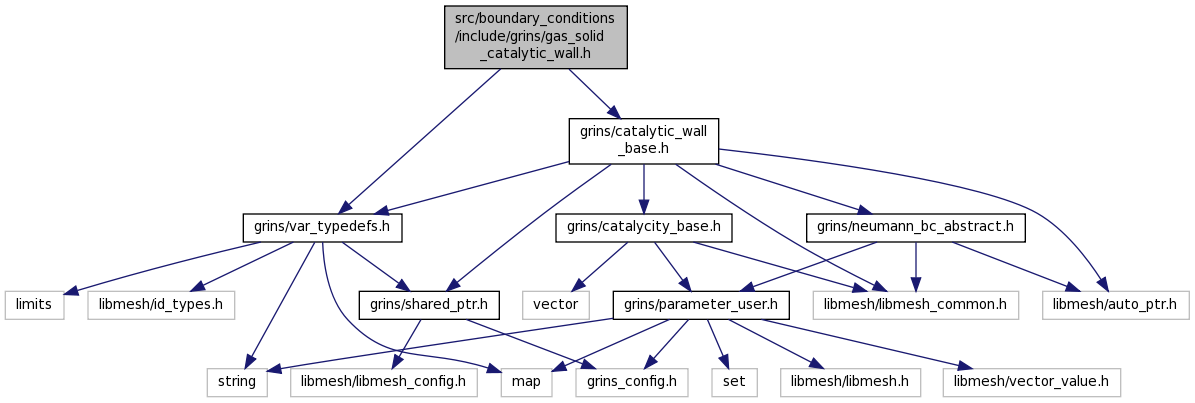 src/boundary_conditions
/include/grins/gas_solid
_catalytic_wall.h
grins/catalytic_wall
_base.h
grins/var_typedefs.h
grins/catalycity_base.h
grins/neumann_bc_abstract.h
limits
libmesh/id_types.h
grins/shared_ptr.h
vector
grins/parameter_user.h
libmesh/libmesh_common.h
libmesh/auto_ptr.h
string
libmesh/libmesh_config.h
map
grins_config.h
set
libmesh/libmesh.h
libmesh/vector_value.h